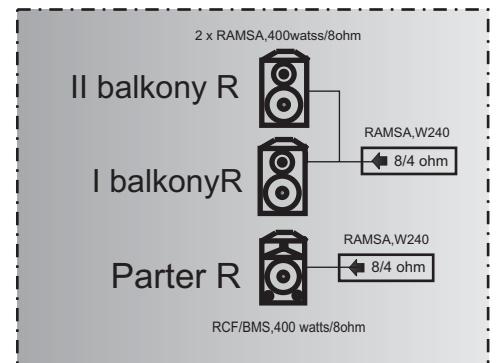 2 x RAMSA,400watss/8ohm
II balkony R
RAMSA,W240
8/4 ohm
I balkonyR
RAMSA,W240
Parter R
8/4 ohm
RCF/BMS,400 watts/8ohm